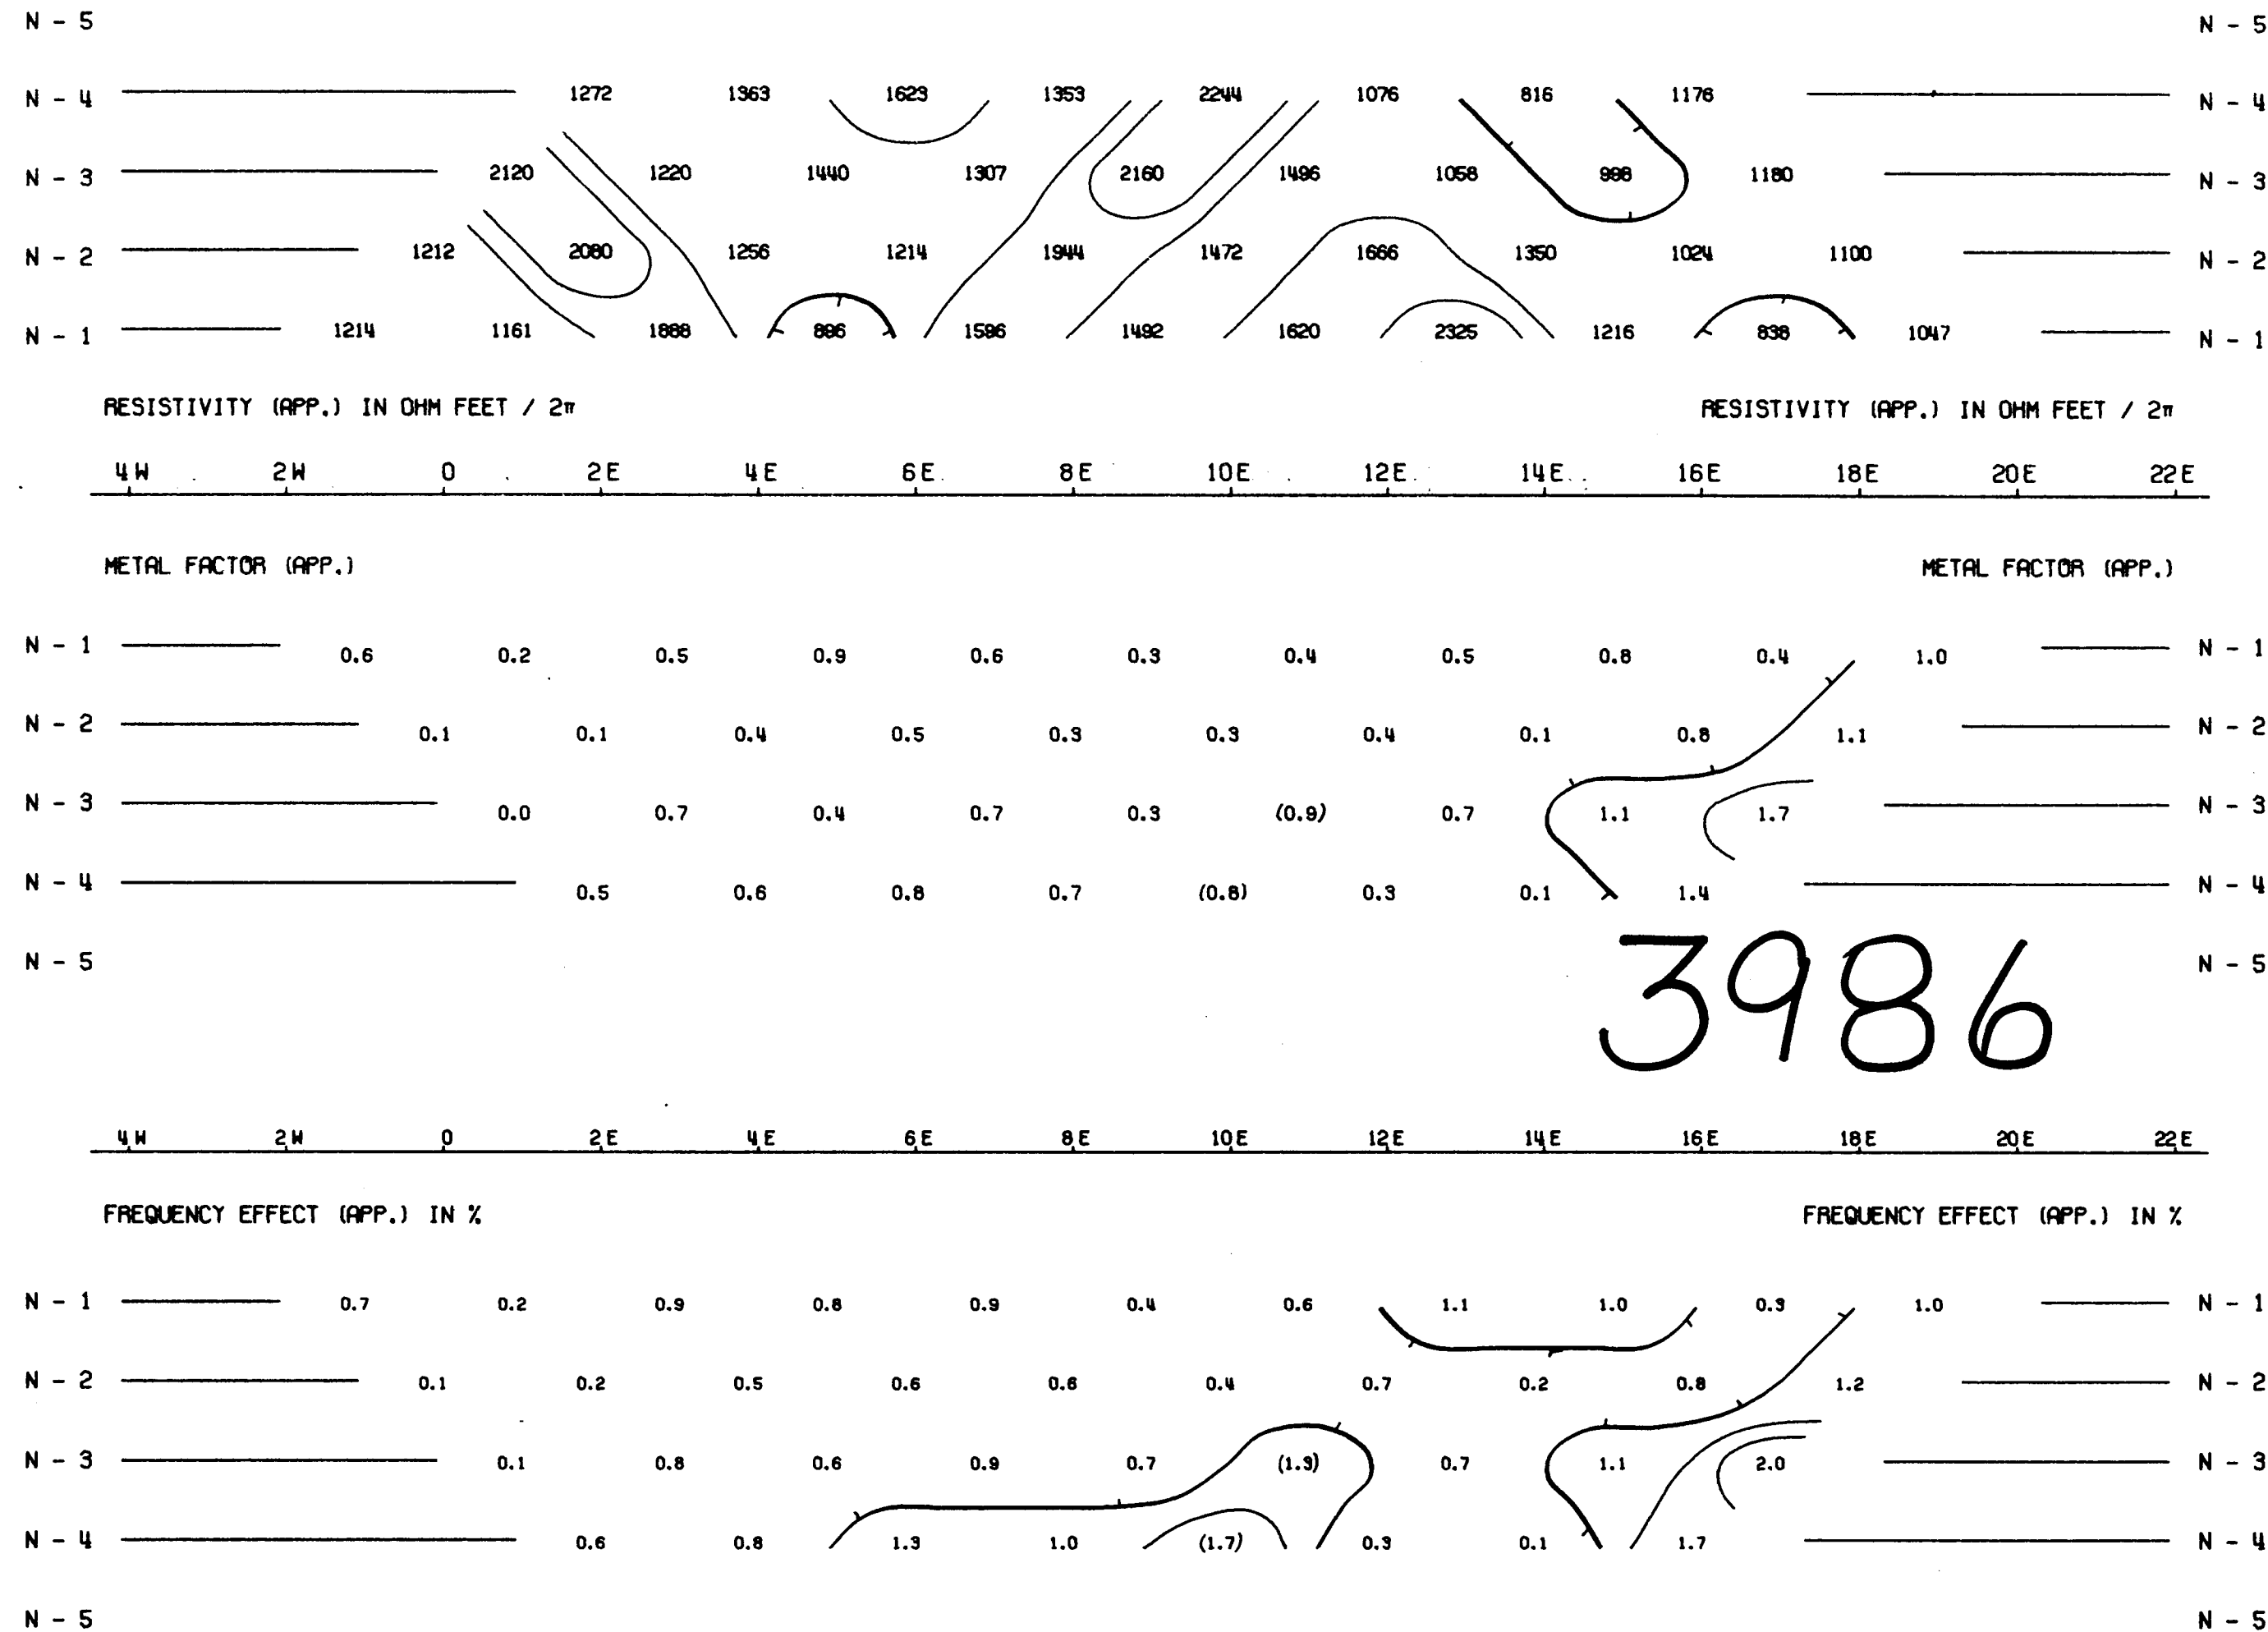 N - 5 N - 5
N - 4 1272 1363 1623 1353 2244 1076 816 1176 N - 4
N - 3 2120 1220 1440 1307 2160 1496 1058 998 1180 N - 3
N - 2 1212 2080 1256 1214 1944 1472 1666 1350 1024 1100 N - 2
N - 1 1214 1161 1888 896 1596 1492 1620 2325 1216 838 1047 N - 1
RESISTIVITY (APP.) IN OHM FEET / 2π RESISTIVITY (APP.) IN OHM FEET / 2π
4W 2W 0 2E 4E 6E 8E 10E 12E 14E 16E 18E 20E 22E
METAL FACTOR (APP.) METAL FACTOR (APP.)
N - 1 0.6 0.2 0.5 0.9 0.6 0.3 0.4 0.5 0.8 0.4 1.0 N - 1
N - 2 0.1 0.1 0.4 0.5 0.3 0.3 0.4 0.1 0.8 1.1 N - 2
N - 3 0.0 0.7 0.4 0.7 0.3 (0.9) 0.7 1.1 1.7 N - 3
N - 4 0.5 0.6 0.8 0.7 (0.8) 0.3 0.1 1.4 N - 4
N - 5 N - 5
3986
4W 2W 0 2E 4E 6E 8E 10E 12E 14E 16E 18E 20E 22E
FREQUENCY EFFECT (APP.) IN % FREQUENCY EFFECT (APP.) IN %
N - 1 0.7 0.2 0.9 0.8 0.9 0.4 0.6 1.1 1.0 0.3 1.0 N - 1
N - 2 0.1 0.2 0.5 0.6 0.6 0.4 0.7 0.2 0.8 1.2 N - 2
N - 3 0.1 0.8 0.6 0.9 0.7 (1.3) 0.7 1.1 2.0 N - 3
N - 4 0.6 0.8 1.3 1.0 (1.7) 0.3 0.1 1.7 N - 4
N - 5 N - 5